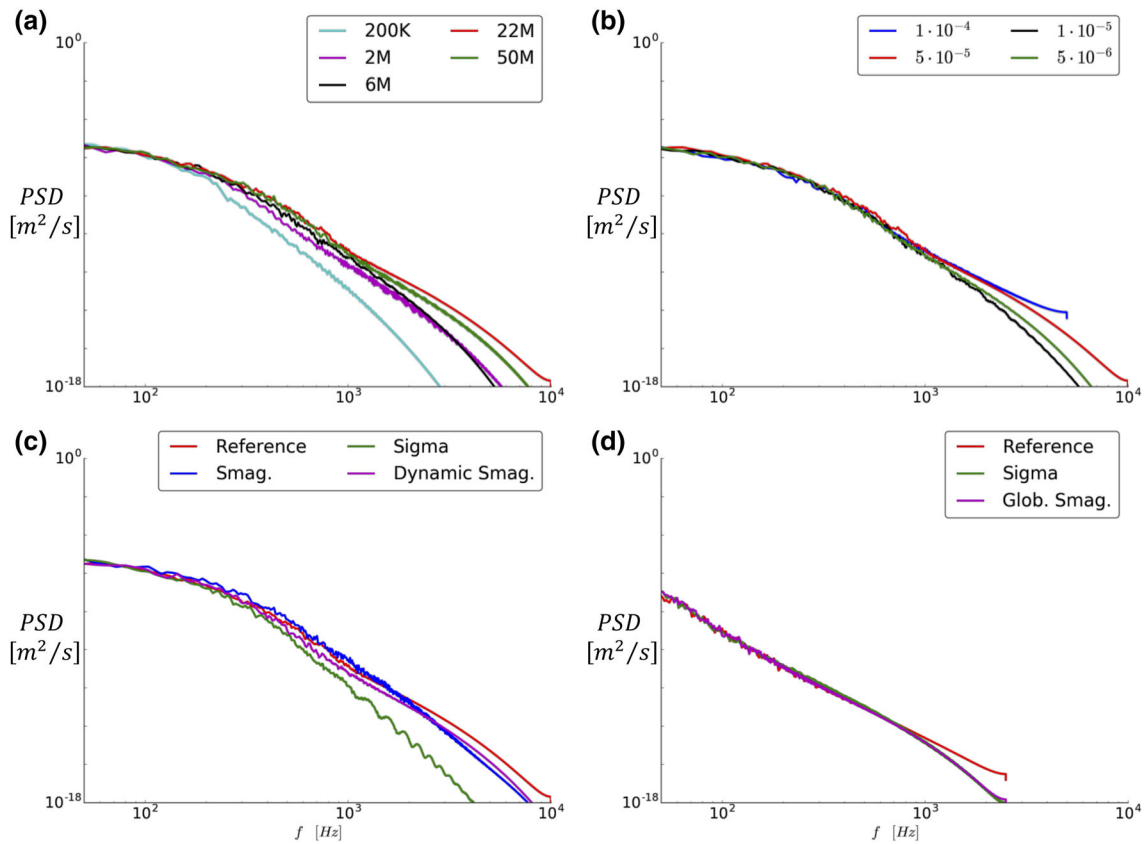 (a)
200K
2M
6M
22M
50M
10^0
PSD
[m^2/s]
10^-18
10^2
10^3
10^4
(b)
1 · 10^-4
5 · 10^-5
1 · 10^-5
5 · 10^-6
10^0
PSD
[m^2/s]
10^-18
10^2
10^3
10^4
(c)
Reference
Smag.
Sigma
Dynamic Smag.
10^0
PSD
[m^2/s]
10^-18
10^2
10^3
10^4
f [Hz]
(d)
Reference
Sigma
Glob. Smag.
10^0
PSD
[m^2/s]
10^-18
10^2
10^3
10^4
f [Hz]